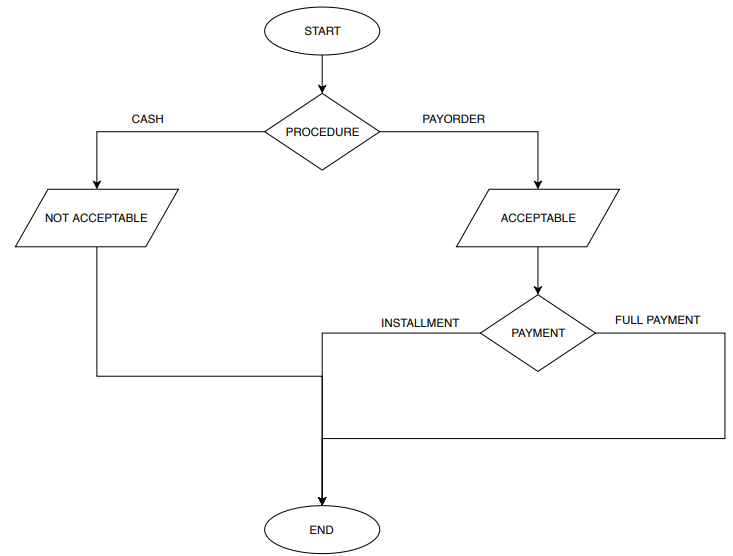 START
CASH
PAYORDER
PROCEDURE
NOT ACCEPTABLE
ACCEPTABLE
INSTALLMENT
FULL PAYMENT
PAYMENT
END